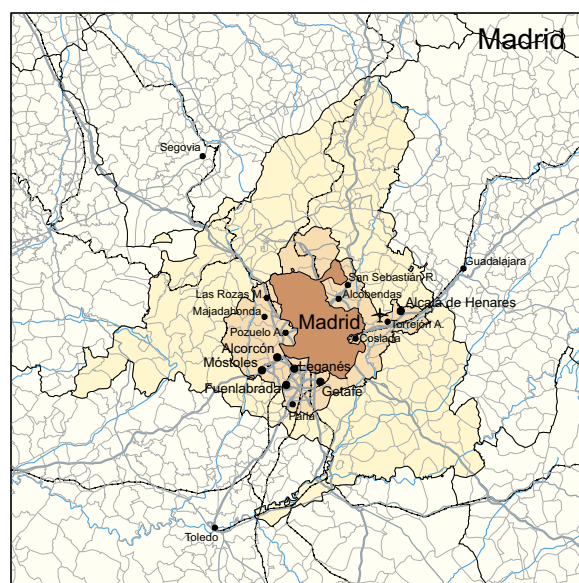 Madrid
Segovia
Guadalajara
San Sebastián R.
Las Rozas M.
Alcobendas
Alcalá de Henares
Majadahonda
Madrid
Torrejón A.
Pozuelo A.
Coslada
Alcorcón
Móstoles
Leganés
Fuenlabrada
Getafe
Parla
Toledo